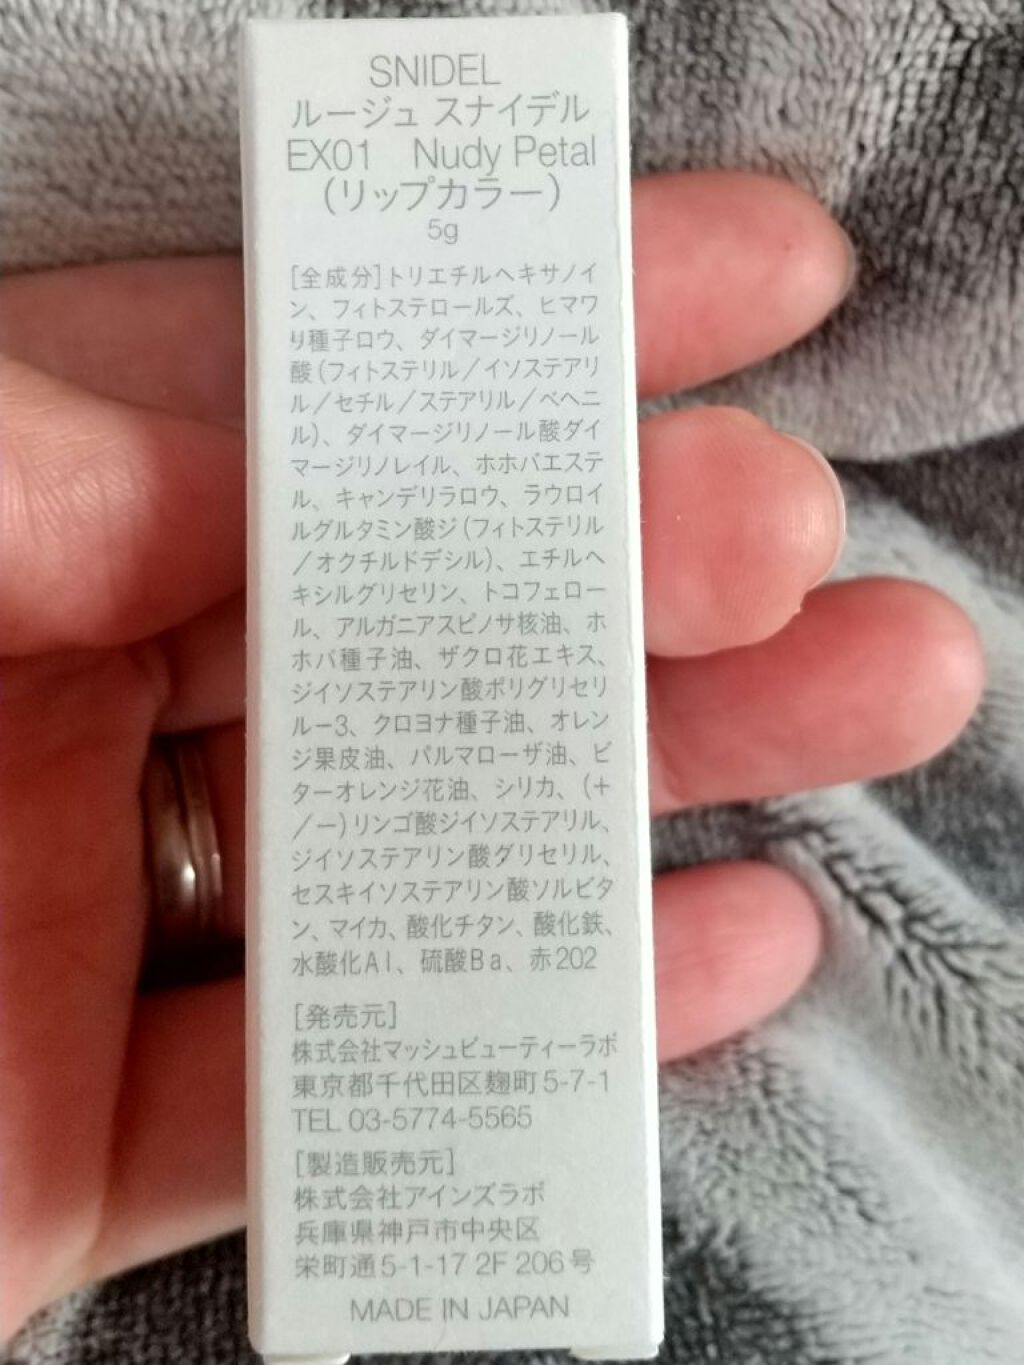 SNIDEL
ルージュ スナイデル
EX01 Nudy Petal
(リップカラー)
5g
[全成分]トリエチルヘキサノイ
ン、フィトステロールズ、ヒマワ
リ種子ロウ、ダイマージリノール
酸(フィトステリル/イソステアリ
ル/セチル/ステアリル/ベヘニ
ル)、ダイマージリノール酸ダイ
マージリノレイル、ホホバエステ
ル、キャンデリラロウ、ラウロイ
ルグルタミン酸ジ(フィトステリル
/オクチルドデシル)、エチルヘ
キシルグリセリン、トコフェロー
ル、アルガニアスピノサ核油、ホ
ホバ種子油、ザクロ花エキス、
ジイソステアリン酸ポリグリセリ
ル-3、クロヨナ種子油、オレン
ジ果皮油、パルマローザ油、ビ
ターオレンジ花油、シリカ、(+
/-)リンゴ酸ジイソステアリル、
ジイソステアリン酸グリセリル、
セスキイソステアリン酸ソルビタ
ン、マイカ、酸化チタン、酸化鉄、
水酸化Al、硫酸Ba、赤202
[発売元]
株式会社マッシュビューティーラボ
東京都千代田区麹町5-7-1
TEL 03-5774-5565
[製造販売元]
株式会社アインズラボ
兵庫県神戸市中央区
栄町通5-1-17 2F 206号
MADE IN JAPAN